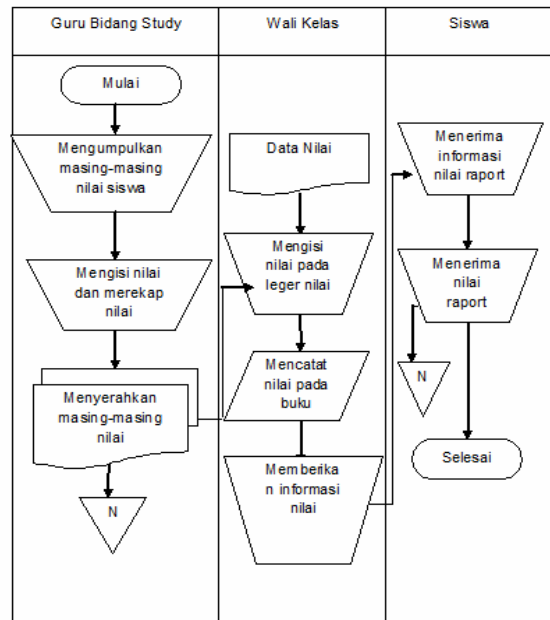 Guru Bidang Study
Wali Kelas
Siswa
Mulai
Mengumpulkan
masing-masing
nilai siswa
Mengisi nilai
dan merekap
nilai
Menyerahkan
masing-masing
nilai
N
Data Nilai
Mengisi
nilai pada
leger nilai
Mencatat
nilai pada
buku
Memberika
n informasi
nilai
Menerima
informasi
nilai raport
Menerima
nilai
raport
N
Selesai